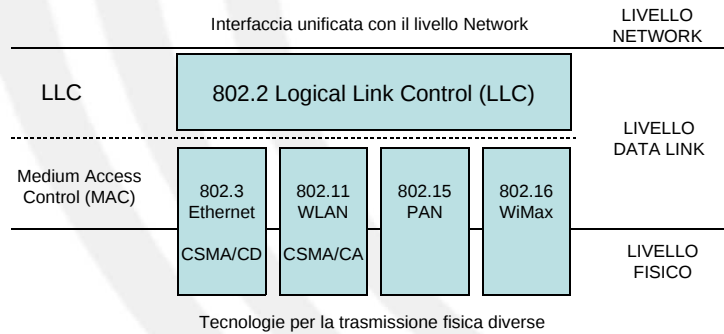 Interfaccia unificata con il livello Network
LIVELLO
NETWORK
LLC
802.2 Logical Link Control (LLC)
LIVELLO
DATA LINK
Medium Access
Control (MAC)
802.3
Ethernet
CSMA/CD
802.11
WLAN
CSMA/CA
802.15
PAN
802.16
WiMax
LIVELLO
FISICO
Tecnologie per la trasmissione fisica diverse